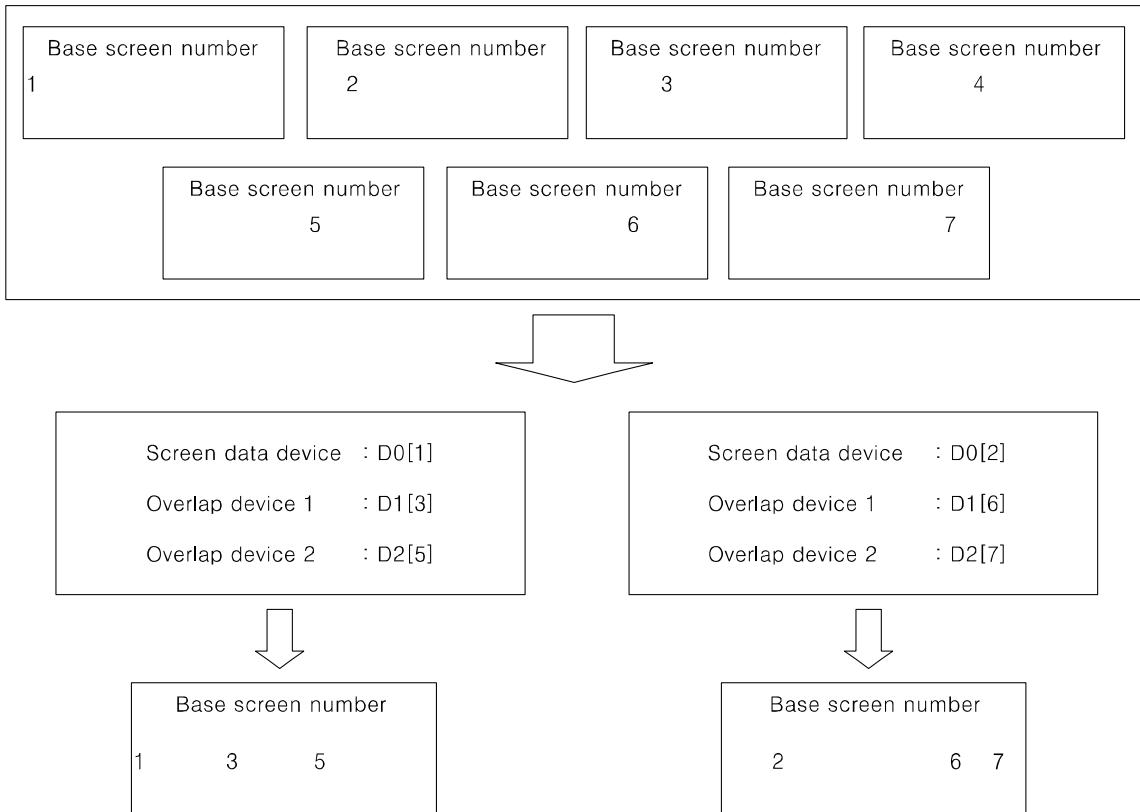 Base screen number
1
Base screen number
2
Base screen number
3
Base screen number
4
Base screen number
5
Base screen number
6
Base screen number
7
Screen data device : D0[1]
Overlap device 1 : D1[3]
Overlap device 2 : D2[5]
Screen data device : D0[2]
Overlap device 1 : D1[6]
Overlap device 2 : D2[7]
Base screen number
1 3 5
Base screen number
2 6 7